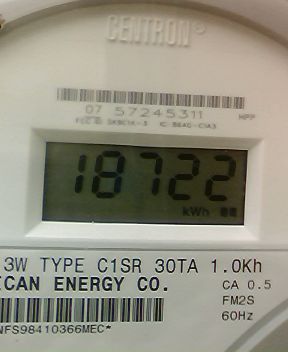 CENTRON®
07 57245311 HPP
18722
kWh
3W TYPE C1SR 30TA 1.0Kh
ICAN ENERGY CO. CA 0.5
FM2S
NFS98410366MEC* 60Hz